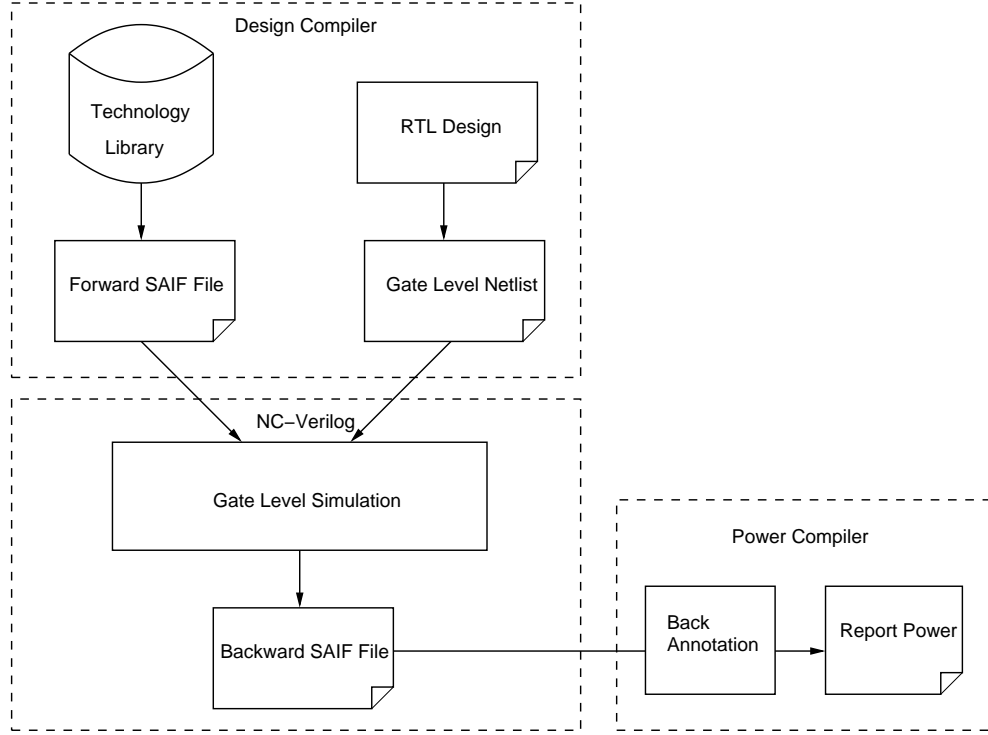 Design Compiler
Technology
Library
RTL Design
Forward SAIF File
Gate Level Netlist
NC−Verilog
Gate Level Simulation
Power Compiler
Back
Annotation
Report Power
Backward SAIF File